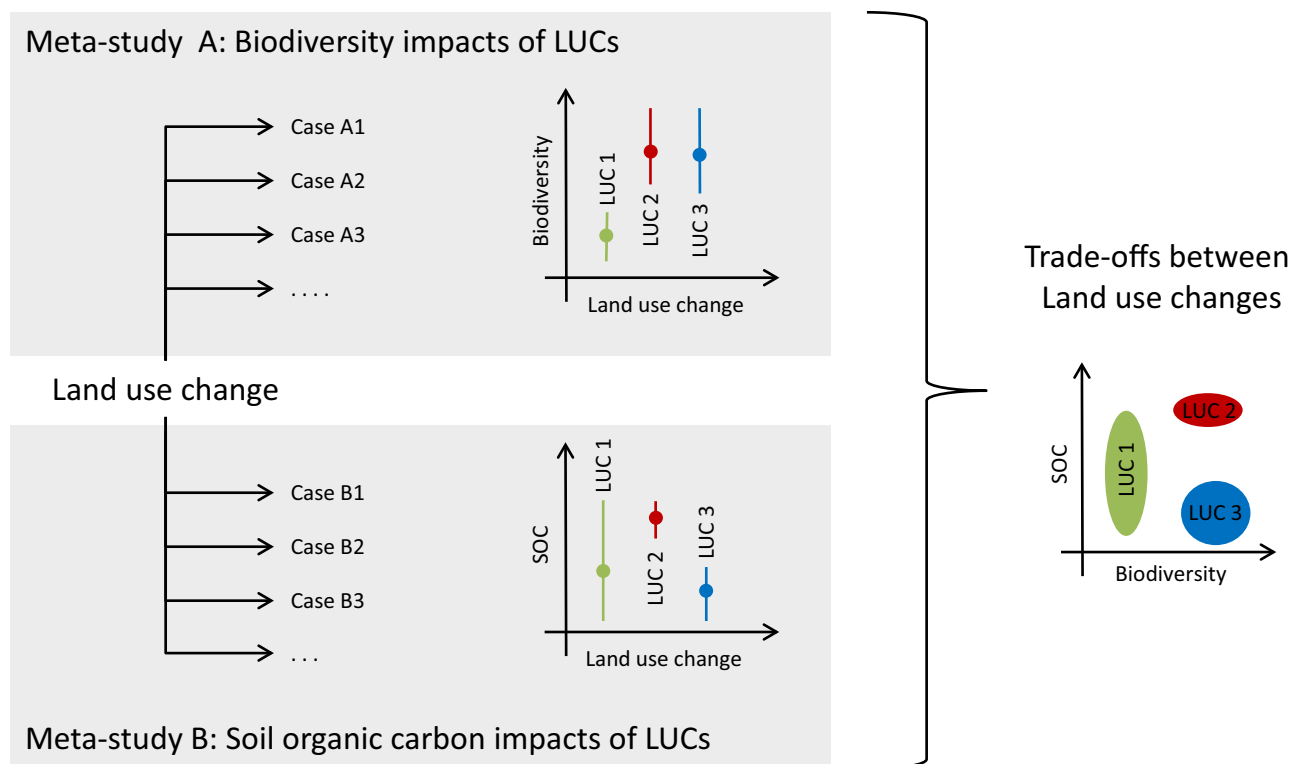 Meta-study A: Biodiversity impacts of LUCs
Case A1
Case A2
Case A3
. . . .
Biodiversity
LUC 1
LUC 2
LUC 3
Land use change
Land use change
Case B1
Case B2
Case B3
. . .
SOC
LUC 1
LUC 2
LUC 3
Land use change
Meta-study B: Soil organic carbon impacts of LUCs
Trade-offs between
Land use changes
SOC
LUC 1
LUC 2
LUC 3
Biodiversity